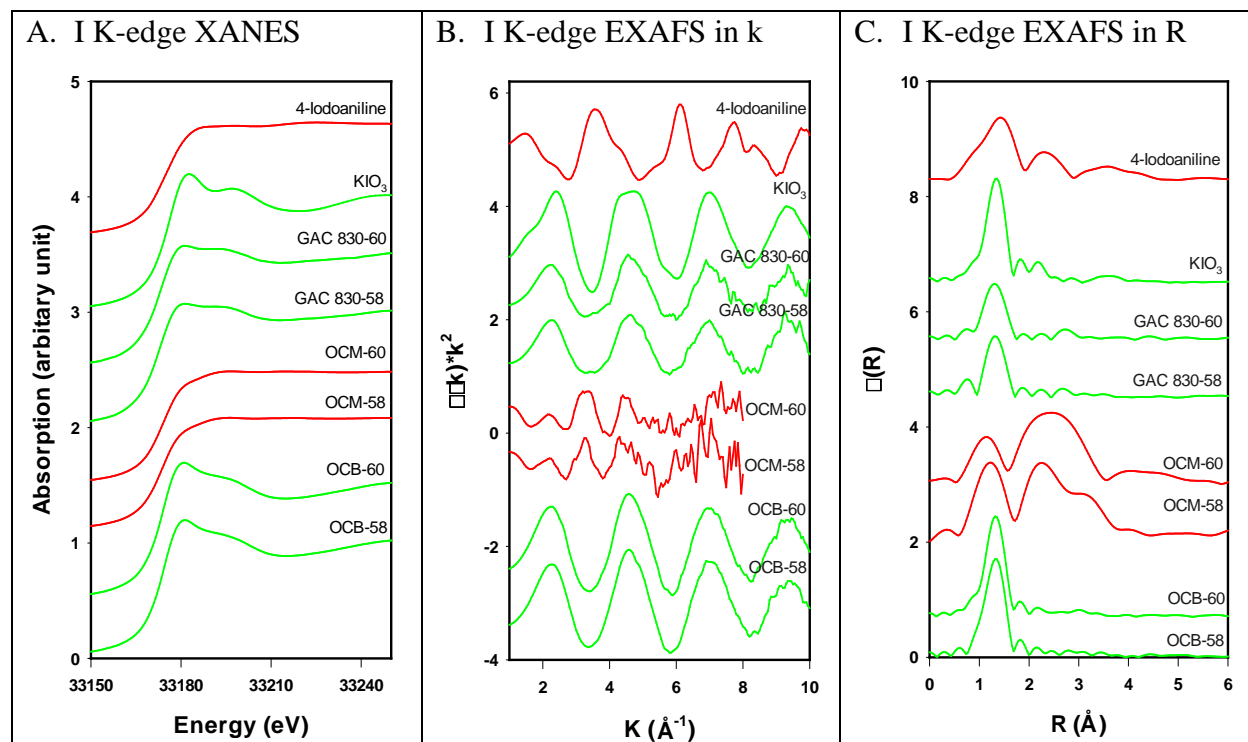 A. I K-edge XANES
5
4
3
2
1
0
33150
33180
33210
33240
Absorption (arbitary unit)
Energy (eV)
4-Iodoaniline
KIO₃
GAC 830-60
GAC 830-58
OCM-60
OCM-58
OCB-60
OCB-58
B. I K-edge EXAFS in k
6
4
2
0
-2
-4
2
4
6
8
10
□□k)*k²
K (Å⁻¹)
4-Iodoaniline
KIO₃
GAC 830-60
GAC 830-58
OCM-60
OCM-58
OCB-60
OCB-58
C. I K-edge EXAFS in R
10
8
6
4
2
0
0
1
2
3
4
5
6
□(R)
R (Å)
4-Iodoaniline
KIO₃
GAC 830-60
GAC 830-58
OCM-60
OCM-58
OCB-60
OCB-58